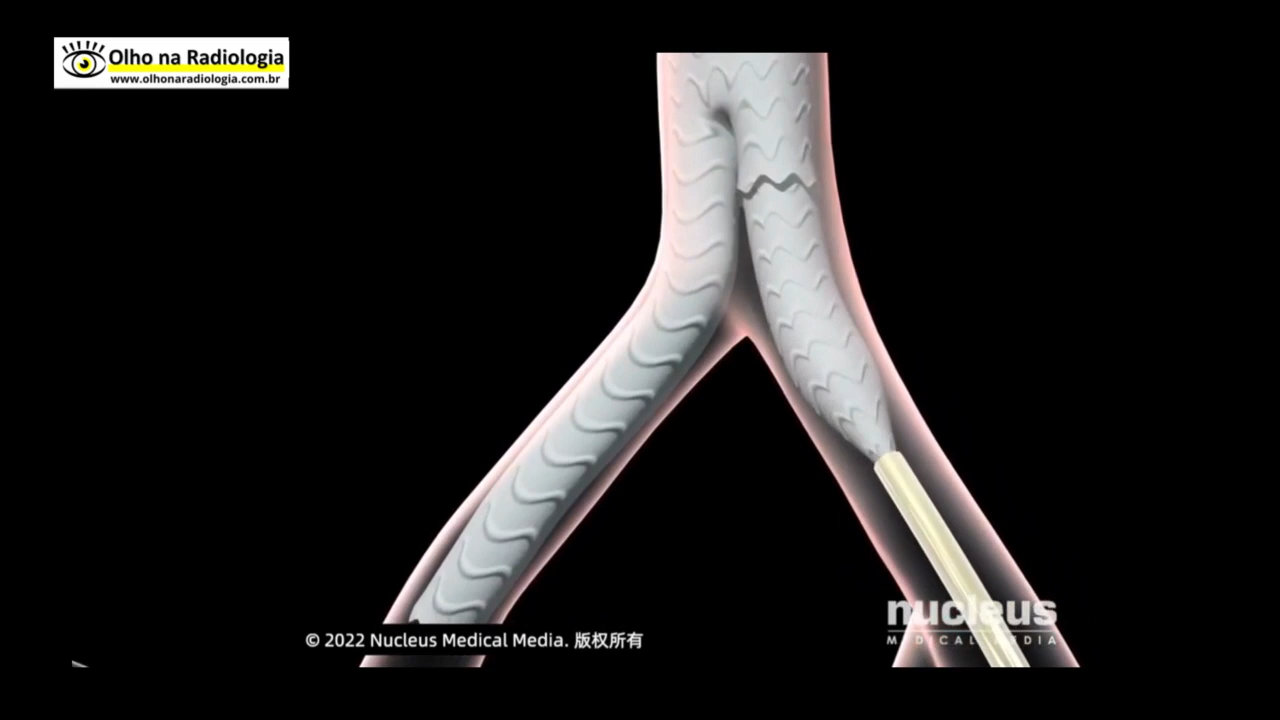 Olho na Radiologia
www.olhonaradiologia.com.br
nucleus
MEDICAL MEDIA
© 2022 Nucleus Medical Media. 版权所有